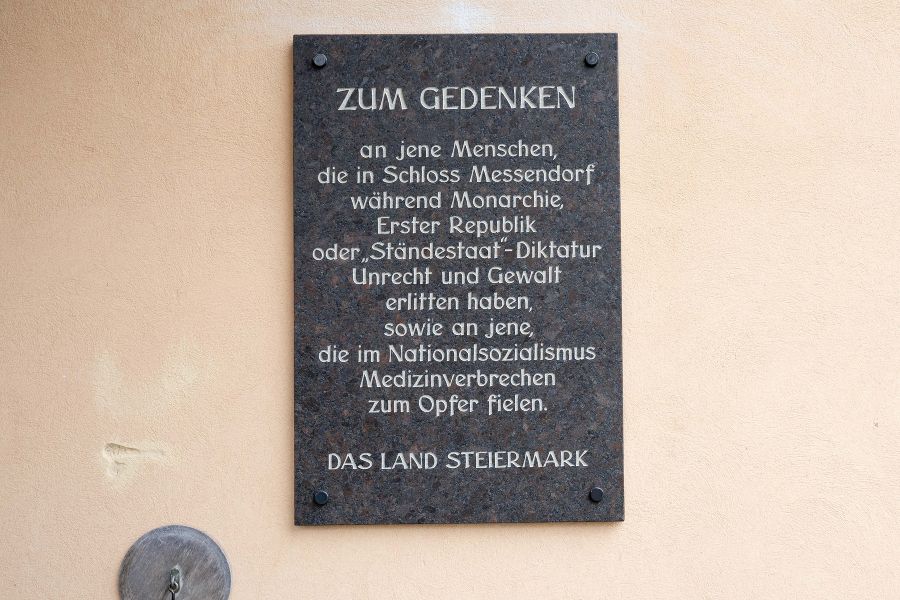 ZUM GEDENKEN
an jene Menschen,
die in Schloss Messendorf
während Monarchie,
Erster Republik
oder „Ständestaat“-Diktatur
Unrecht und Gewalt
erlitten haben,
sowie an jene,
die im Nationalsozialismus
Medizinverbrechen
zum Opfer fielen.
DAS LAND STEIERMARK